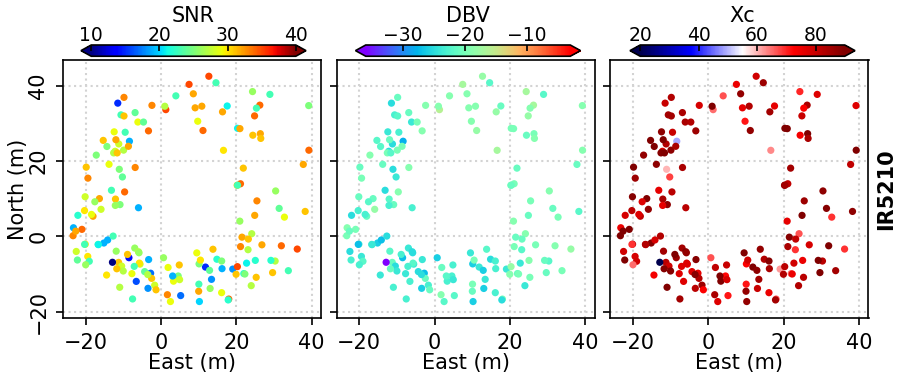 SNR DBV Xc
10 20 30 40 −30 −20 −10 20 40 60 80
40
20
0
−20
North (m)
IR5210
−20 0 20 40 −20 0 20 40 −20 0 20 40
East (m) East (m) East (m)